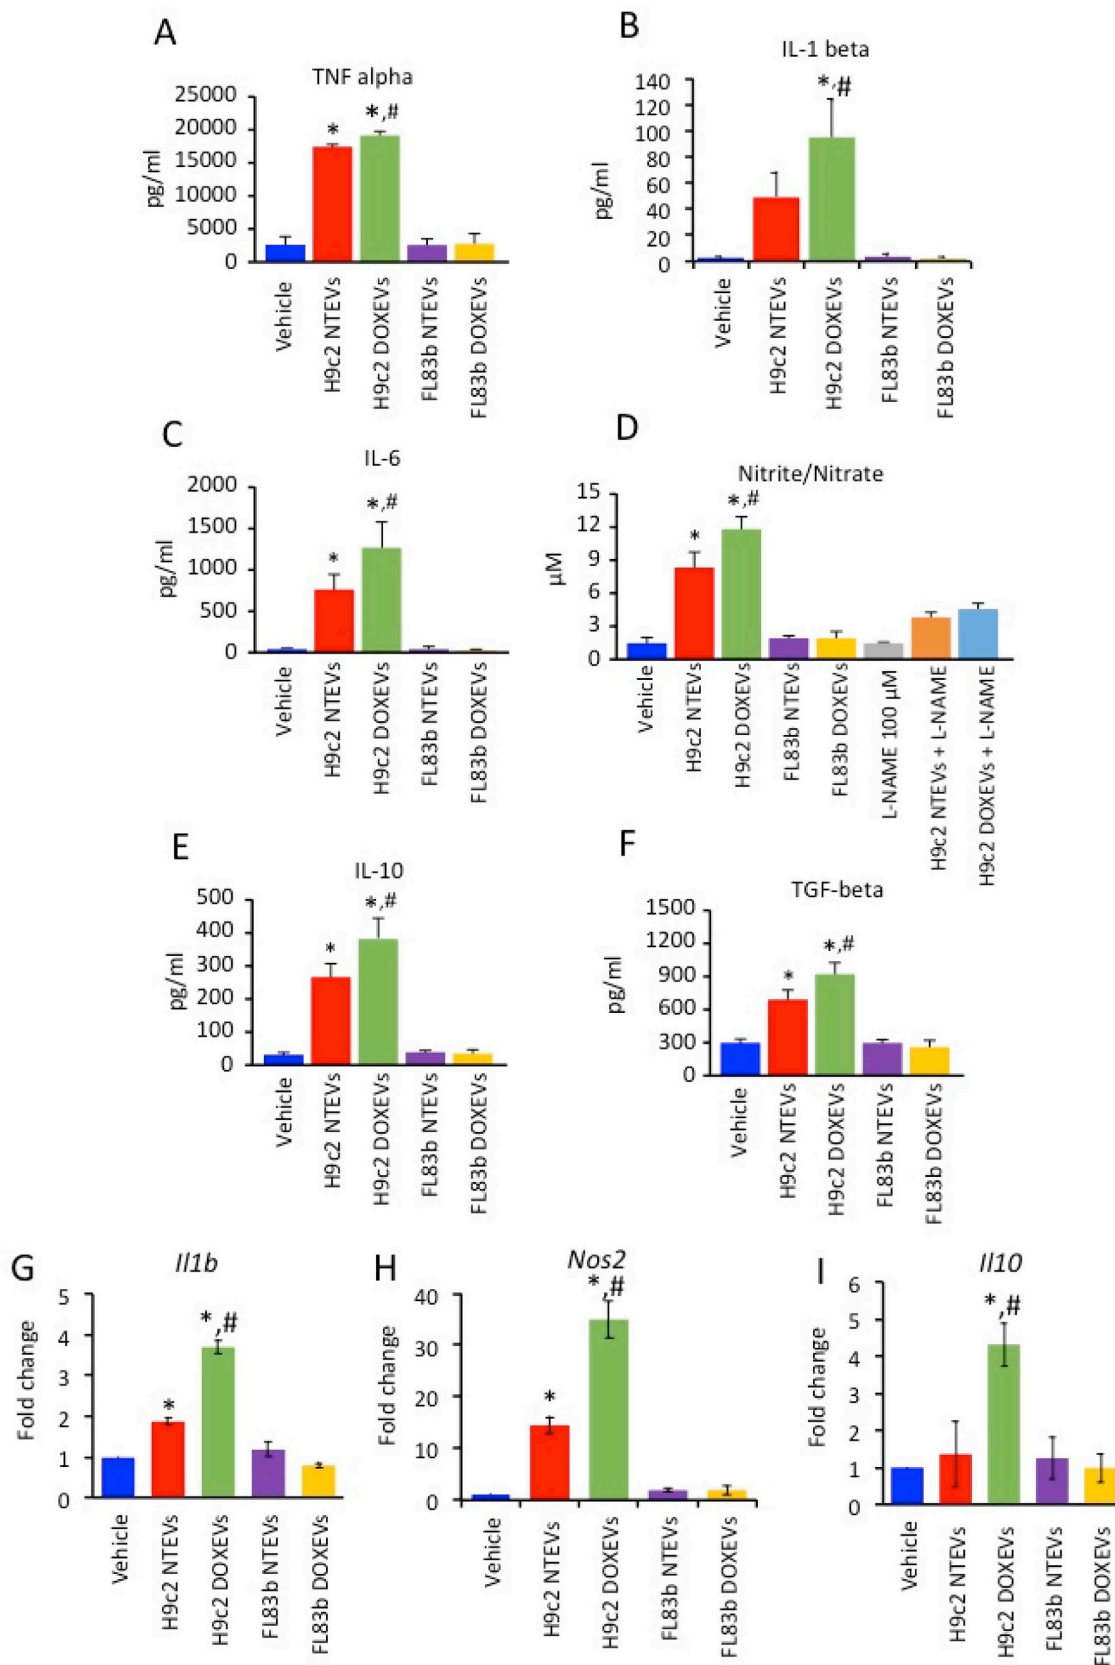 A
TNF alpha
pg/ml
25000
20000
15000
10000
5000
0
*
*,#
Vehicle
H9c2 NTEVs
H9c2 DOXEVs
FL83b NTEVs
FL83b DOXEVs
B
IL-1 beta
pg/ml
140
120
100
80
60
40
20
0
*,#
Vehicle
H9c2 NTEVs
H9c2 DOXEVs
FL83b NTEVs
FL83b DOXEVs
C
IL-6
pg/ml
2000
1500
1000
500
0
*
*,#
Vehicle
H9c2 NTEVs
H9c2 DOXEVs
FL83b NTEVs
FL83b DOXEVs
D
Nitrite/Nitrate
µM
15
12
9
6
3
0
*
*,#
Vehicle
H9c2 NTEVs
H9c2 DOXEVs
FL83b NTEVs
FL83b DOXEVs
L-NAME 100 µM
H9c2 NTEVs + L-NAME
H9c2 DOXEVs + L-NAME
E
IL-10
pg/ml
500
400
300
200
100
0
*
*,#
Vehicle
H9c2 NTEVs
H9c2 DOXEVs
FL83b NTEVs
FL83b DOXEVs
F
TGF-beta
pg/ml
1500
1200
900
600
300
0
*
*,#
Vehicle
H9c2 NTEVs
H9c2 DOXEVs
FL83b NTEVs
FL83b DOXEVs
G
Il1b
Fold change
5
4
3
2
1
0
*
*,#
Vehicle
H9c2 NTEVs
H9c2 DOXEVs
FL83b NTEVs
FL83b DOXEVs
H
Nos2
Fold change
40
30
20
10
0
*
*,#
Vehicle
H9c2 NTEVs
H9c2 DOXEVs
FL83b NTEVs
FL83b DOXEVs
I
Il10
Fold change
6
5
4
3
2
1
0
*,#
Vehicle
H9c2 NTEVs
H9c2 DOXEVs
FL83b NTEVs
FL83b DOXEVs